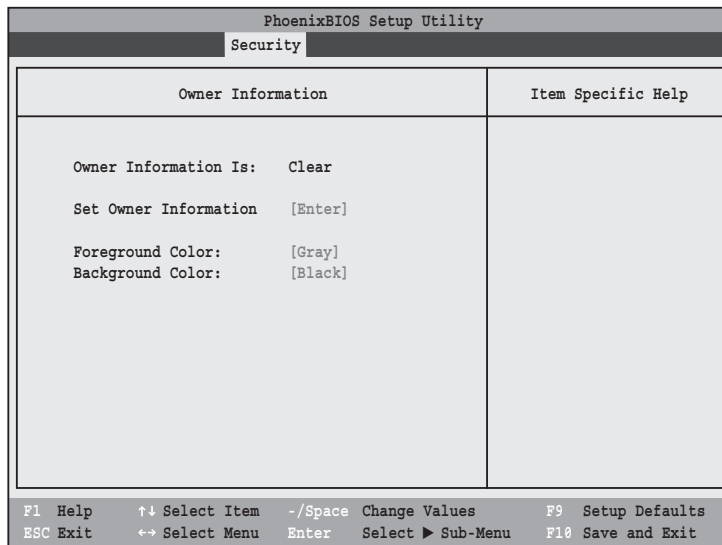 PhoenixBIOS Setup Utility
Security
Owner Information
Item Specific Help
Owner Information Is: Clear
Set Owner Information [Enter]
Foreground Color: [Gray]
Background Color: [Black]
F1 Help ↑↓ Select Item -/Space Change Values F9 Setup Defaults
ESC Exit ←→ Select Menu Enter Select ▶ Sub-Menu F10 Save and Exit